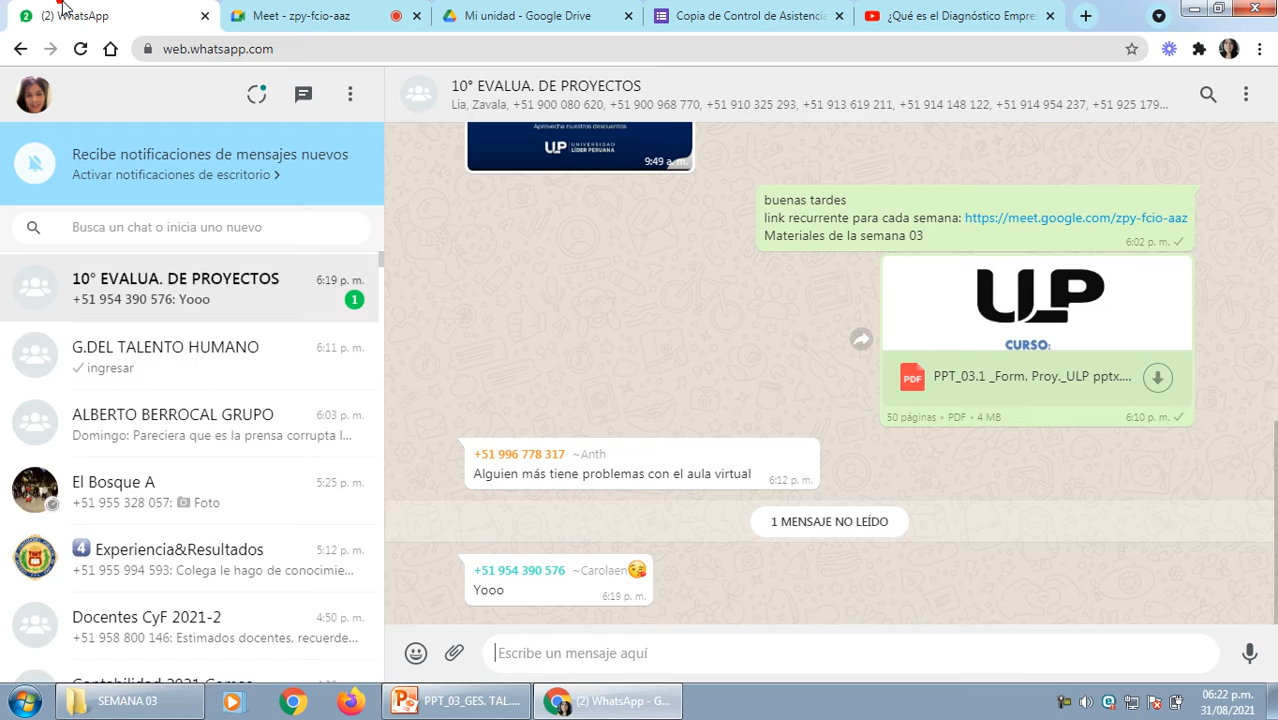 (2) WhatsApp
Meet - zpy-fcio-aaz
Mi unidad - Google Drive
Copia de Control de Asistencia
¿Qué es el Diagnóstico Empre
web.whatsapp.com
10° EVALUA. DE PROYECTOS
Lia, Zavala, +51 900 080 620, +51 900 968 770, +51 910 325 293, +51 913 619 211, +51 914 148 122, +51 914 954 237, +51 925 179...
Recibe notificaciones de mensajes nuevos
Activar notificaciones de escritorio >
Busca un chat o inicia uno nuevo
10° EVALUA. DE PROYECTOS
6:19 p. m.
+51 954 390 576: Yooo
1
G.DEL TALENTO HUMANO
6:11 p. m.
ingresar
ALBERTO BERROCAL GRUPO
6:03 p. m.
Domingo: Pareciera que es la prensa corrupta l...
El Bosque A
5:25 p. m.
+51 955 328 057: Foto
4 Experiencia&Resultados
5:12 p. m.
+51 955 994 593: Colega le hago de conocimie...
Docentes CyF 2021-2
4:50 p. m.
+51 958 800 146: Estimados docentes, recuerde...
Aprovecha nuestros descuentos
ULP UNIVERSIDAD
LÍDER PERUANA
9:49 a. m.
buenas tardes
link recurrente para cada semana: https://meet.google.com/zpy-fcio-aaz
Materiales de la semana 03
6:02 p. m.
ULP
CURSO:
PDF
PPT_03.1 _Form. Proy._ULP pptx....
50 páginas • PDF • 4 MB
6:10 p. m.
+51 996 778 317 ~Anth
Alguien más tiene problemas con el aula virtual
6:12 p. m.
1 MENSAJE NO LEÍDO
+51 954 390 576 ~Carolaen😘
Yooo
6:19 p. m.
Escribe un mensaje aquí
SEMANA 03
PPT_03_GES. TAL....
(2) WhatsApp - G...
06:22 p.m.
31/08/2021